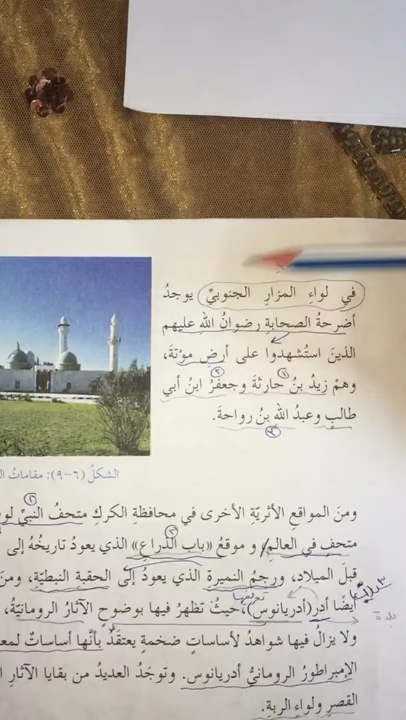 في لواءِ المزارِ الجنوبيِّ يوجدُ
أضرحةُ الصحابةِ رضوانُ اللهِ عليهم
الذينَ استُشهدوا على أرضِ مؤتةَ،
وهمْ زيدُ بنُ حارثةَ وجعفرُ ابنُ أبي
طالبٍ وعبدُ اللهِ بنُ رواحةَ.
الشكلُ (٦-٩): مقاماتُ
ومنَ المواقعِ الأثريّةِ الأخرى في محافظةِ الكركِ متحفُ النبيِّ
متحفٍ في العالمِ، و موقعُ «بابِ الذراعِ» الذي يعودُ تاريخُهُ إلى
قبلَ الميلادِ، ورجمُ النميرةِ الذي يعودُ إلى الحقبةِ النبطيّةِ،
أيضًا أدر (أدريانوس)، حيثُ تظهرُ فيها بوضوحٍ الآثارُ الرومانيّةُ،
ولا يزالُ فيها شواهدُ لأساساتٍ ضخمةٍ يعتقدُ بأنَّها أساساتٌ
الإمبراطورِ الرومانيِّ أدريانوس. وتوجَدُ العديدُ من بقايا الآثارِ
القصرِ ولواءِ الربةِ.